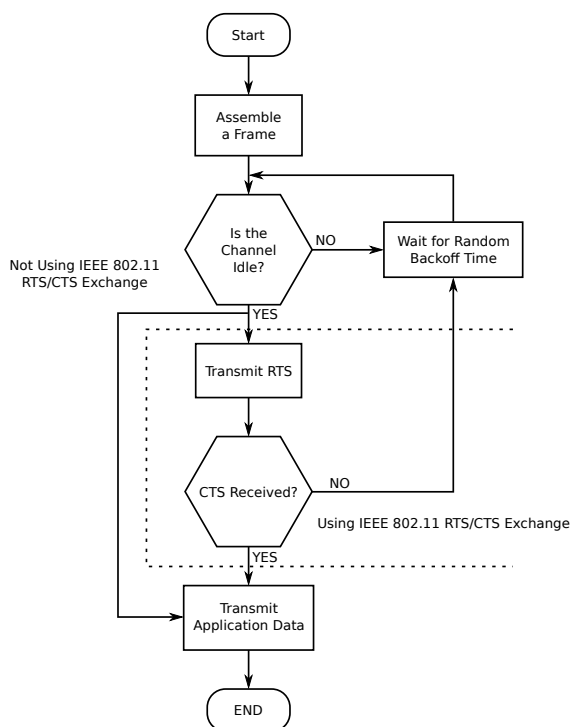 Start
Assemble
a Frame
Is the
Channel
Idle?
NO
Wait for Random
Backoff Time
Not Using IEEE 802.11
RTS/CTS Exchange
YES
Transmit RTS
CTS Received?
NO
Using IEEE 802.11 RTS/CTS Exchange
YES
Transmit
Application Data
END